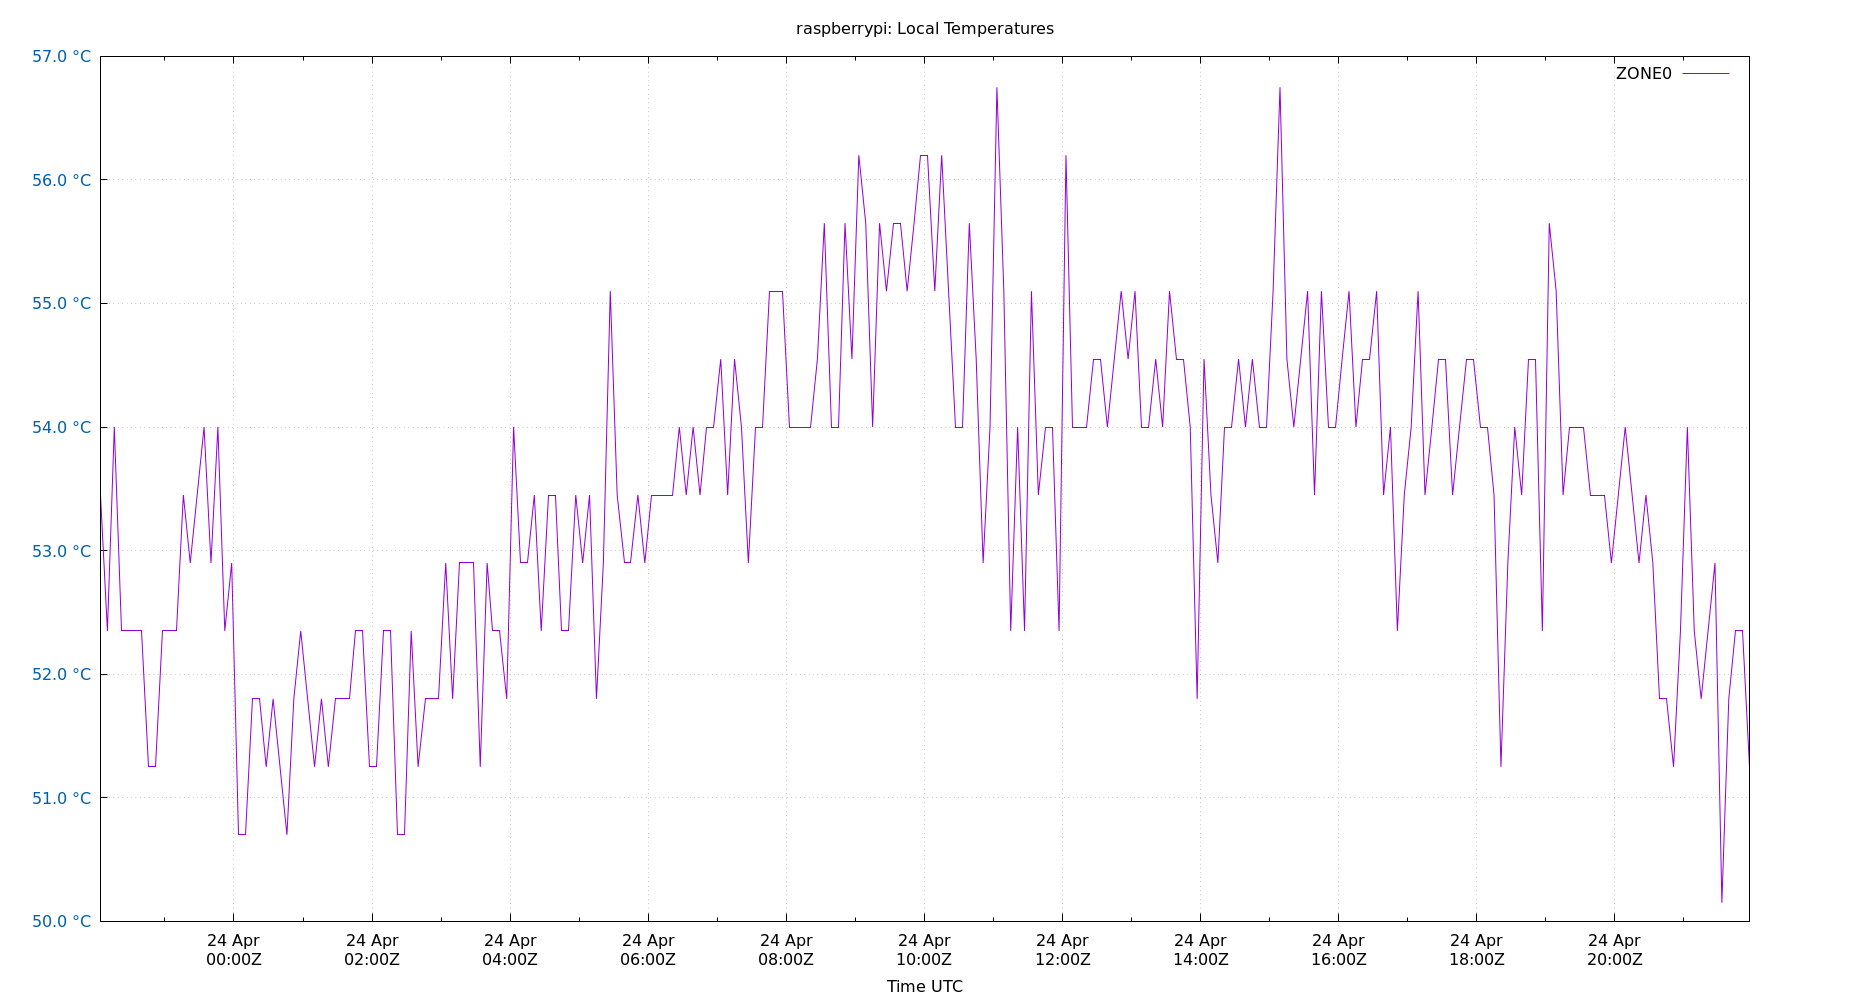 raspberrypi: Local Temperatures
57.0 °C
ZONE0
56.0 °C
55.0 °C
54.0 °C
53.0 °C
52.0 °C
51.0 °C
50.0 °C
24 Apr 24 Apr 24 Apr 24 Apr 24 Apr 24 Apr 24 Apr 24 Apr 24 Apr 24 Apr 24 Apr
00:00Z 02:00Z 04:00Z 06:00Z 08:00Z 10:00Z 12:00Z 14:00Z 16:00Z 18:00Z 20:00Z
Time UTC